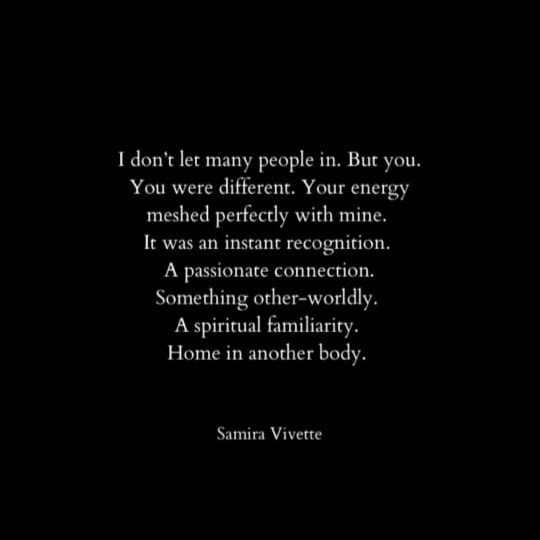 I don't let many people in. But you.
You were different. Your energy
meshed perfectly with mine.
It was an instant recognition.
A passionate connection.
Something other-worldly.
A spiritual familiarity.
Home in another body.
Samira Vivette